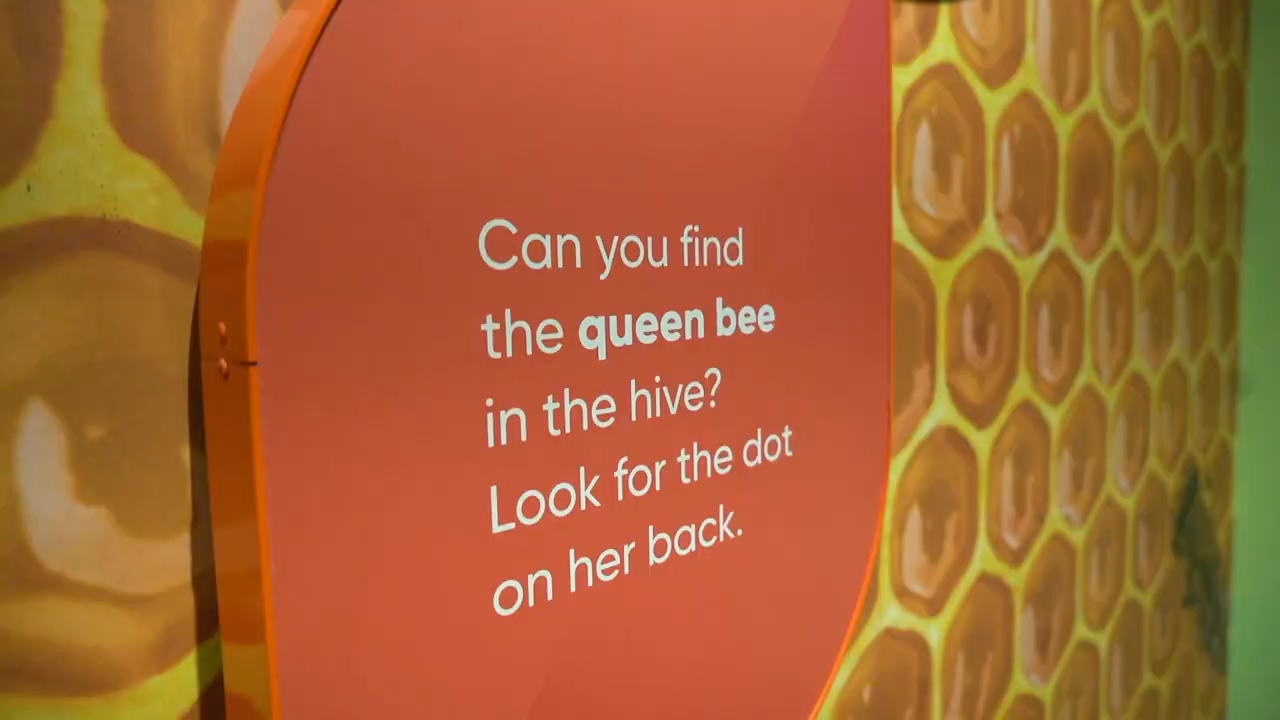 Can you find
the queen bee
in the hive?
Look for the dot
on her back.